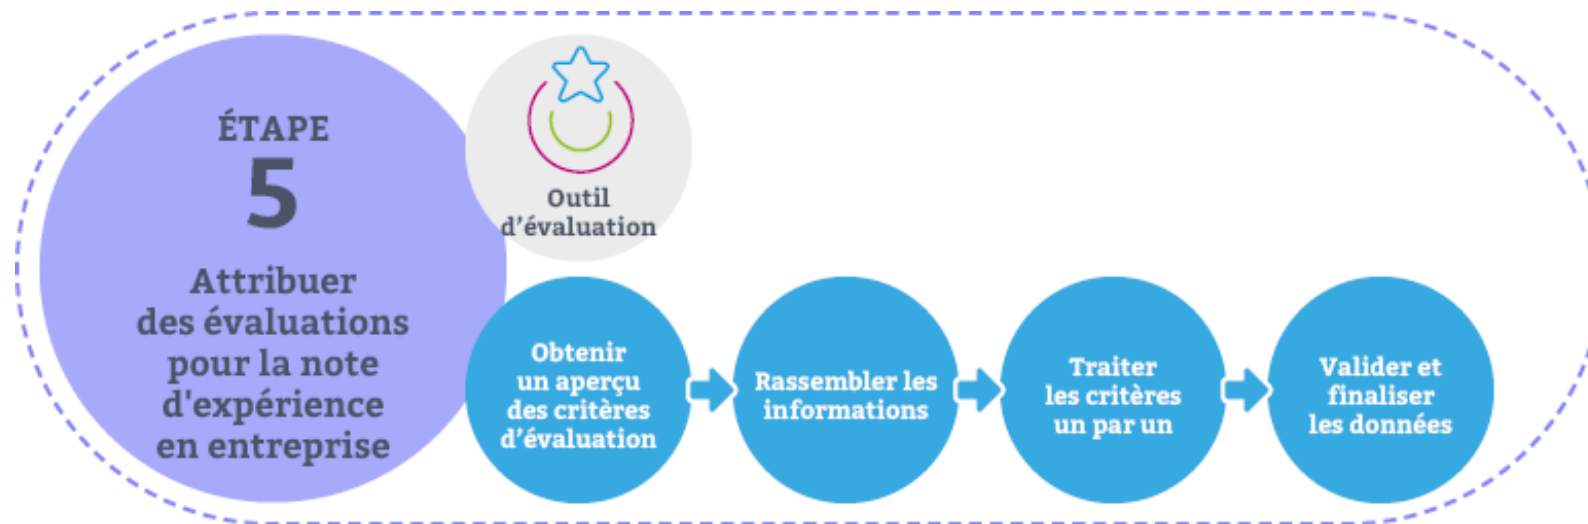 ÉTAPE
5
Attribuer
des évaluations
pour la note
d'expérience
en entreprise
Outil
d’évaluation
Obtenir
un aperçu
des critères
d’évaluation
Rassembler les
informations
Traiter
les critères
un par un
Valider et
finaliser
les données